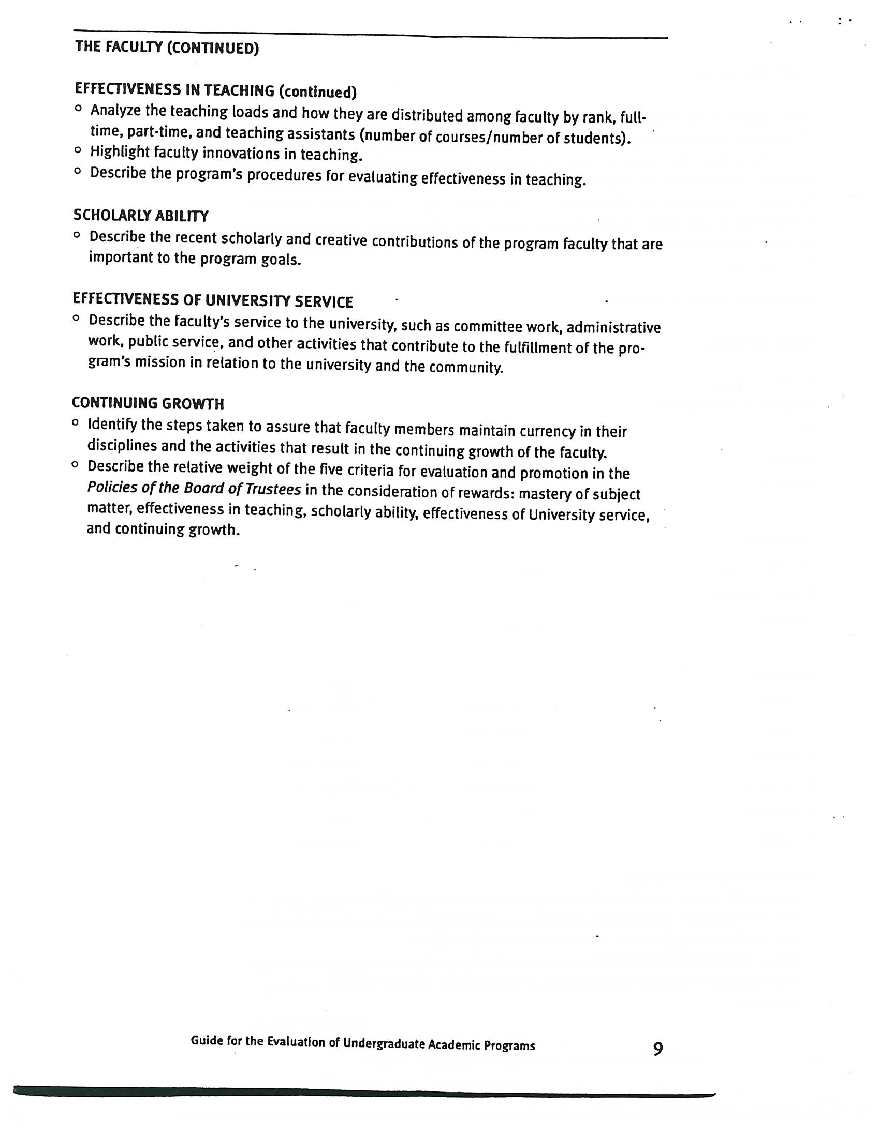 THE FACULTY (CONTINUED)
EFFECTIVENESS IN TEACHING (continued)
o Analyze the teaching loads and how they are distributed among faculty by rank, full-
time, part-time, and teaching assistants (number of courses/number of students).
o Highlight faculty innovations in teaching.
o Describe the program's procedures for evaluating effectiveness in teaching.
SCHOLARLY ABILITY
o Describe the recent scholarly and creative contributions of the program faculty that are
important to the program goals.
EFFECTIVENESS OF UNIVERSITY SERVICE
o Describe the faculty's service to the university, such as committee work, administrative
work, public service, and other activities that contribute to the fulfillment of the pro-
gram's mission in relation to the university and the community.
CONTINUING GROWTH
o Identify the steps taken to assure that faculty members maintain currency in their
disciplines and the activities that result in the continuing growth of the faculty.
o Describe the relative weight of the five criteria for evaluation and promotion in the
Policies of the Board of Trustees in the consideration of rewards: mastery of subject
matter, effectiveness in teaching, scholarly ability, effectiveness of University service,
and continuing growth.
Guide for the Evaluation of Undergraduate Academic Programs 9